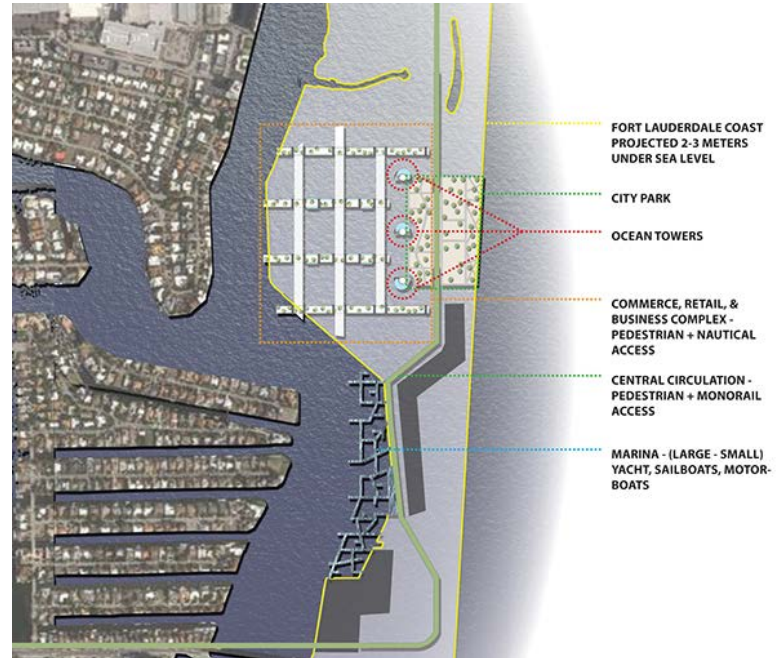 FORT LAUDERDALE COAST
PROJECTED 2-3 METERS
UNDER SEA LEVEL
CITY PARK
OCEAN TOWERS
COMMERCE, RETAIL, &
BUSINESS COMPLEX -
PEDESTRIAN + NAUTICAL
ACCESS
CENTRAL CIRCULATION -
PEDESTRIAN + MONORAIL
ACCESS
MARINA - (LARGE - SMALL)
YACHT, SAILBOATS, MOTOR-
BOATS